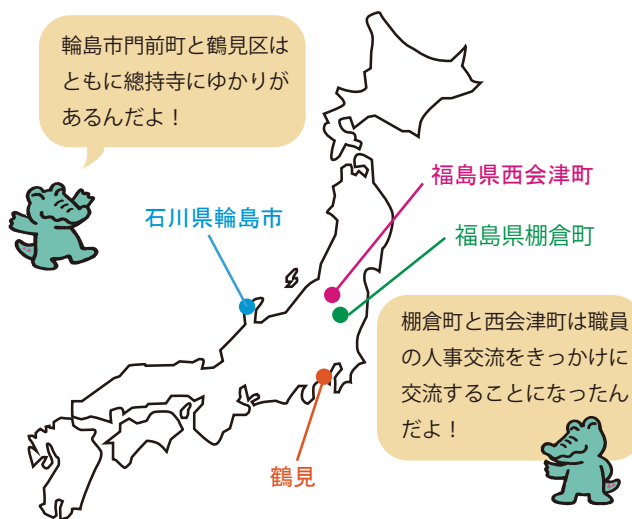 輪島市門前町と鶴見区は
ともに總持寺にゆかりが
あるんだよ！
福島県西会津町
石川県輪島市
福島県棚倉町
棚倉町と西会津町は職員
の人事交流をきっかけに
交流することになったん
だよ！
鶴見